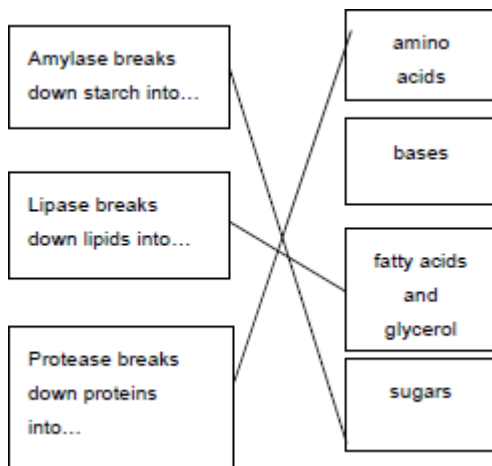 Amylase breaks
down starch into…
Lipase breaks
down lipids into…
Protease breaks
down proteins
into…
amino
acids
bases
fatty acids
and
glycerol
sugars